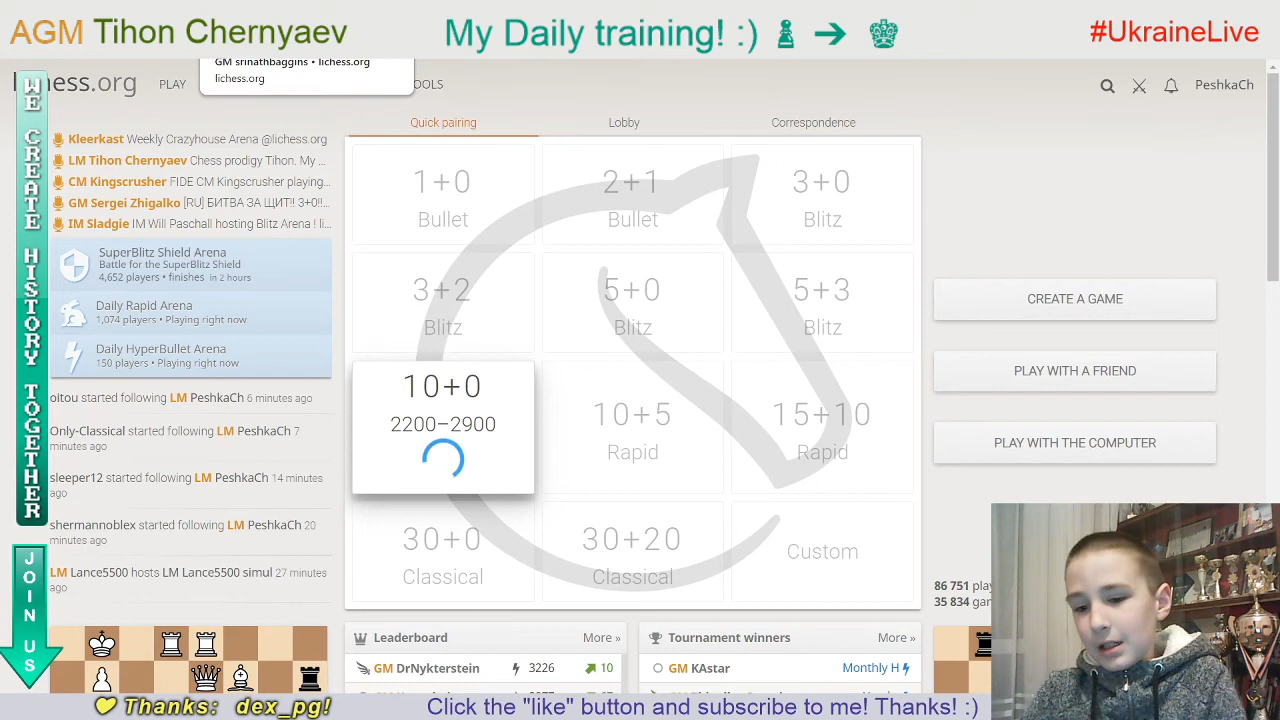 AGM Tihon Chernyaev
My Daily training! :)
#UkraineLive
WE CREATE HISTORY TOGETHER
JOIN US
lichess.org
PLAY
GM srinathbaggins • lichess.org
lichess.org
OOLS
PeshkaCh
Kleerkast Weekly Crazyhouse Arena @lichess.org
LM Tihon Chernyaev Chess prodigy Tihon. My ...
CM Kingscrusher FIDE CM Kingscrusher playing...
GM Sergei Zhigalko [RU] БИТВА ЗА ЩИТ!! 3+0!!...
IM Sladgie IM Will Paschall hosting Blitz Arena ! li...
SuperBlitz Shield Arena
Battle for the SuperBlitz Shield
4,652 players • finishes in 2 hours
Daily Rapid Arena
1,074 players • Playing right now
Daily HyperBullet Arena
150 players • Playing right now
oitou started following LM PeshkaCh 6 minutes ago
Only-Classical started following LM PeshkaCh 7
minutes ago
sleeper12 started following LM PeshkaCh 14 minutes
ago
shermannoblex started following LM PeshkaCh 20
minutes ago
LM Lance5500 hosts LM Lance5500 simul 27 minutes
ago
Quick pairing
Lobby
Correspondence
1+0
Bullet
2+1
Bullet
3+0
Blitz
3+2
Blitz
5+0
Blitz
5+3
Blitz
10+0
2200–2900
10+5
Rapid
15+10
Rapid
30+0
Classical
30+20
Classical
Custom
CREATE A GAME
PLAY WITH A FRIEND
PLAY WITH THE COMPUTER
86 751 play
35 834 gam
Leaderboard
More »
GM DrNykterstein
3226
10
Tournament winners
More »
GM KAstar
Monthly H
Thanks: dex_pg!
Click the "like" button and subscribe to me! Thanks! :)